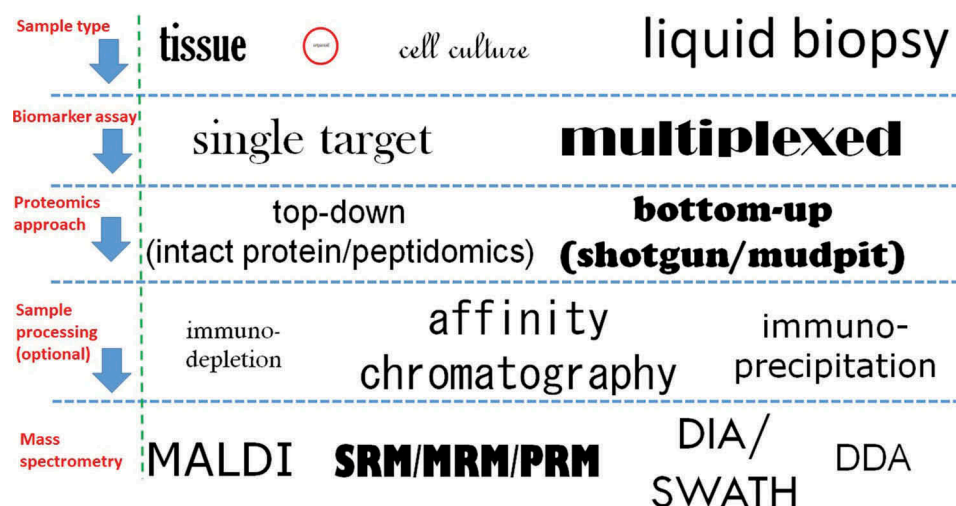 Sample type
tissue
cell culture
liquid biopsy
Biomarker assay
single target
multiplexed
Proteomics
approach
top-down
(intact protein/peptidomics)
bottom-up
(shotgun/mudpit)
Sample
processing
(optional)
immuno-
depletion
affinity
chromatography
immuno-
precipitation
Mass
spectrometry
MALDI
SRM/MRM/PRM
DIA/
SWATH
DDA